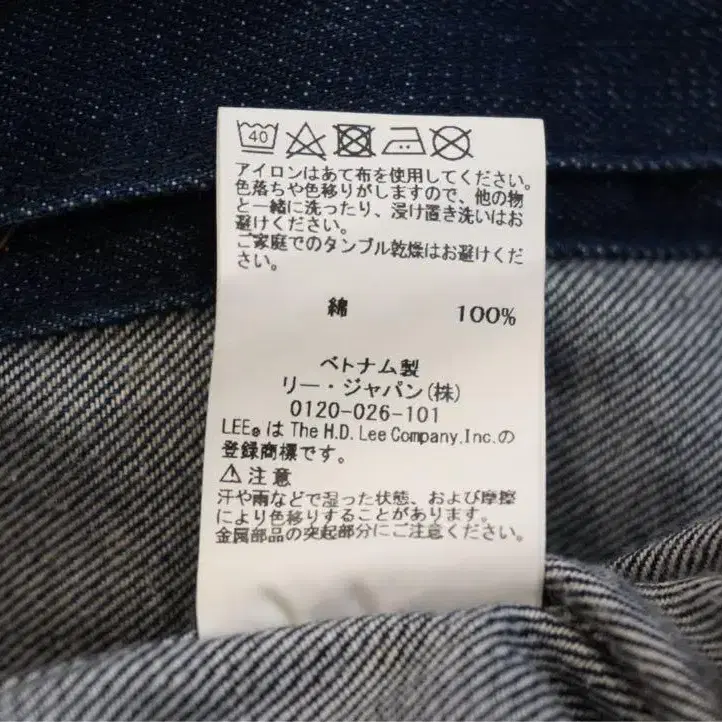 40
アイロンはあて布を使用してください。
色落ちや色移りがしますので、他の物
と一緒に洗ったり、浸け置き洗いはお
避けください。
ご家庭でのタンブル乾燥はお避けくだ
さい。
綿 100%
ベトナム製
リー・ジャパン(株)
0120-026-101
LEE® は The H.D. Lee Company.Inc.の
登録商標です。
⚠注意
汗や雨などで湿った状態、および摩擦
により色移りすることがあります。
金属部品の突起部分にご注意ください。